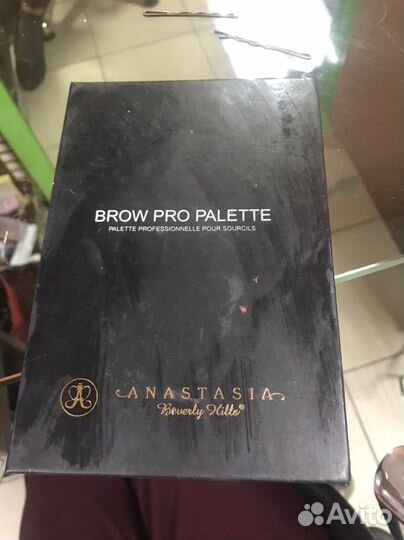 BROW PRO PALETTE
PALETTE PROFESSIONNELLE POUR SOURCILS
ANASTASIA
Beverly Hills®
Avito